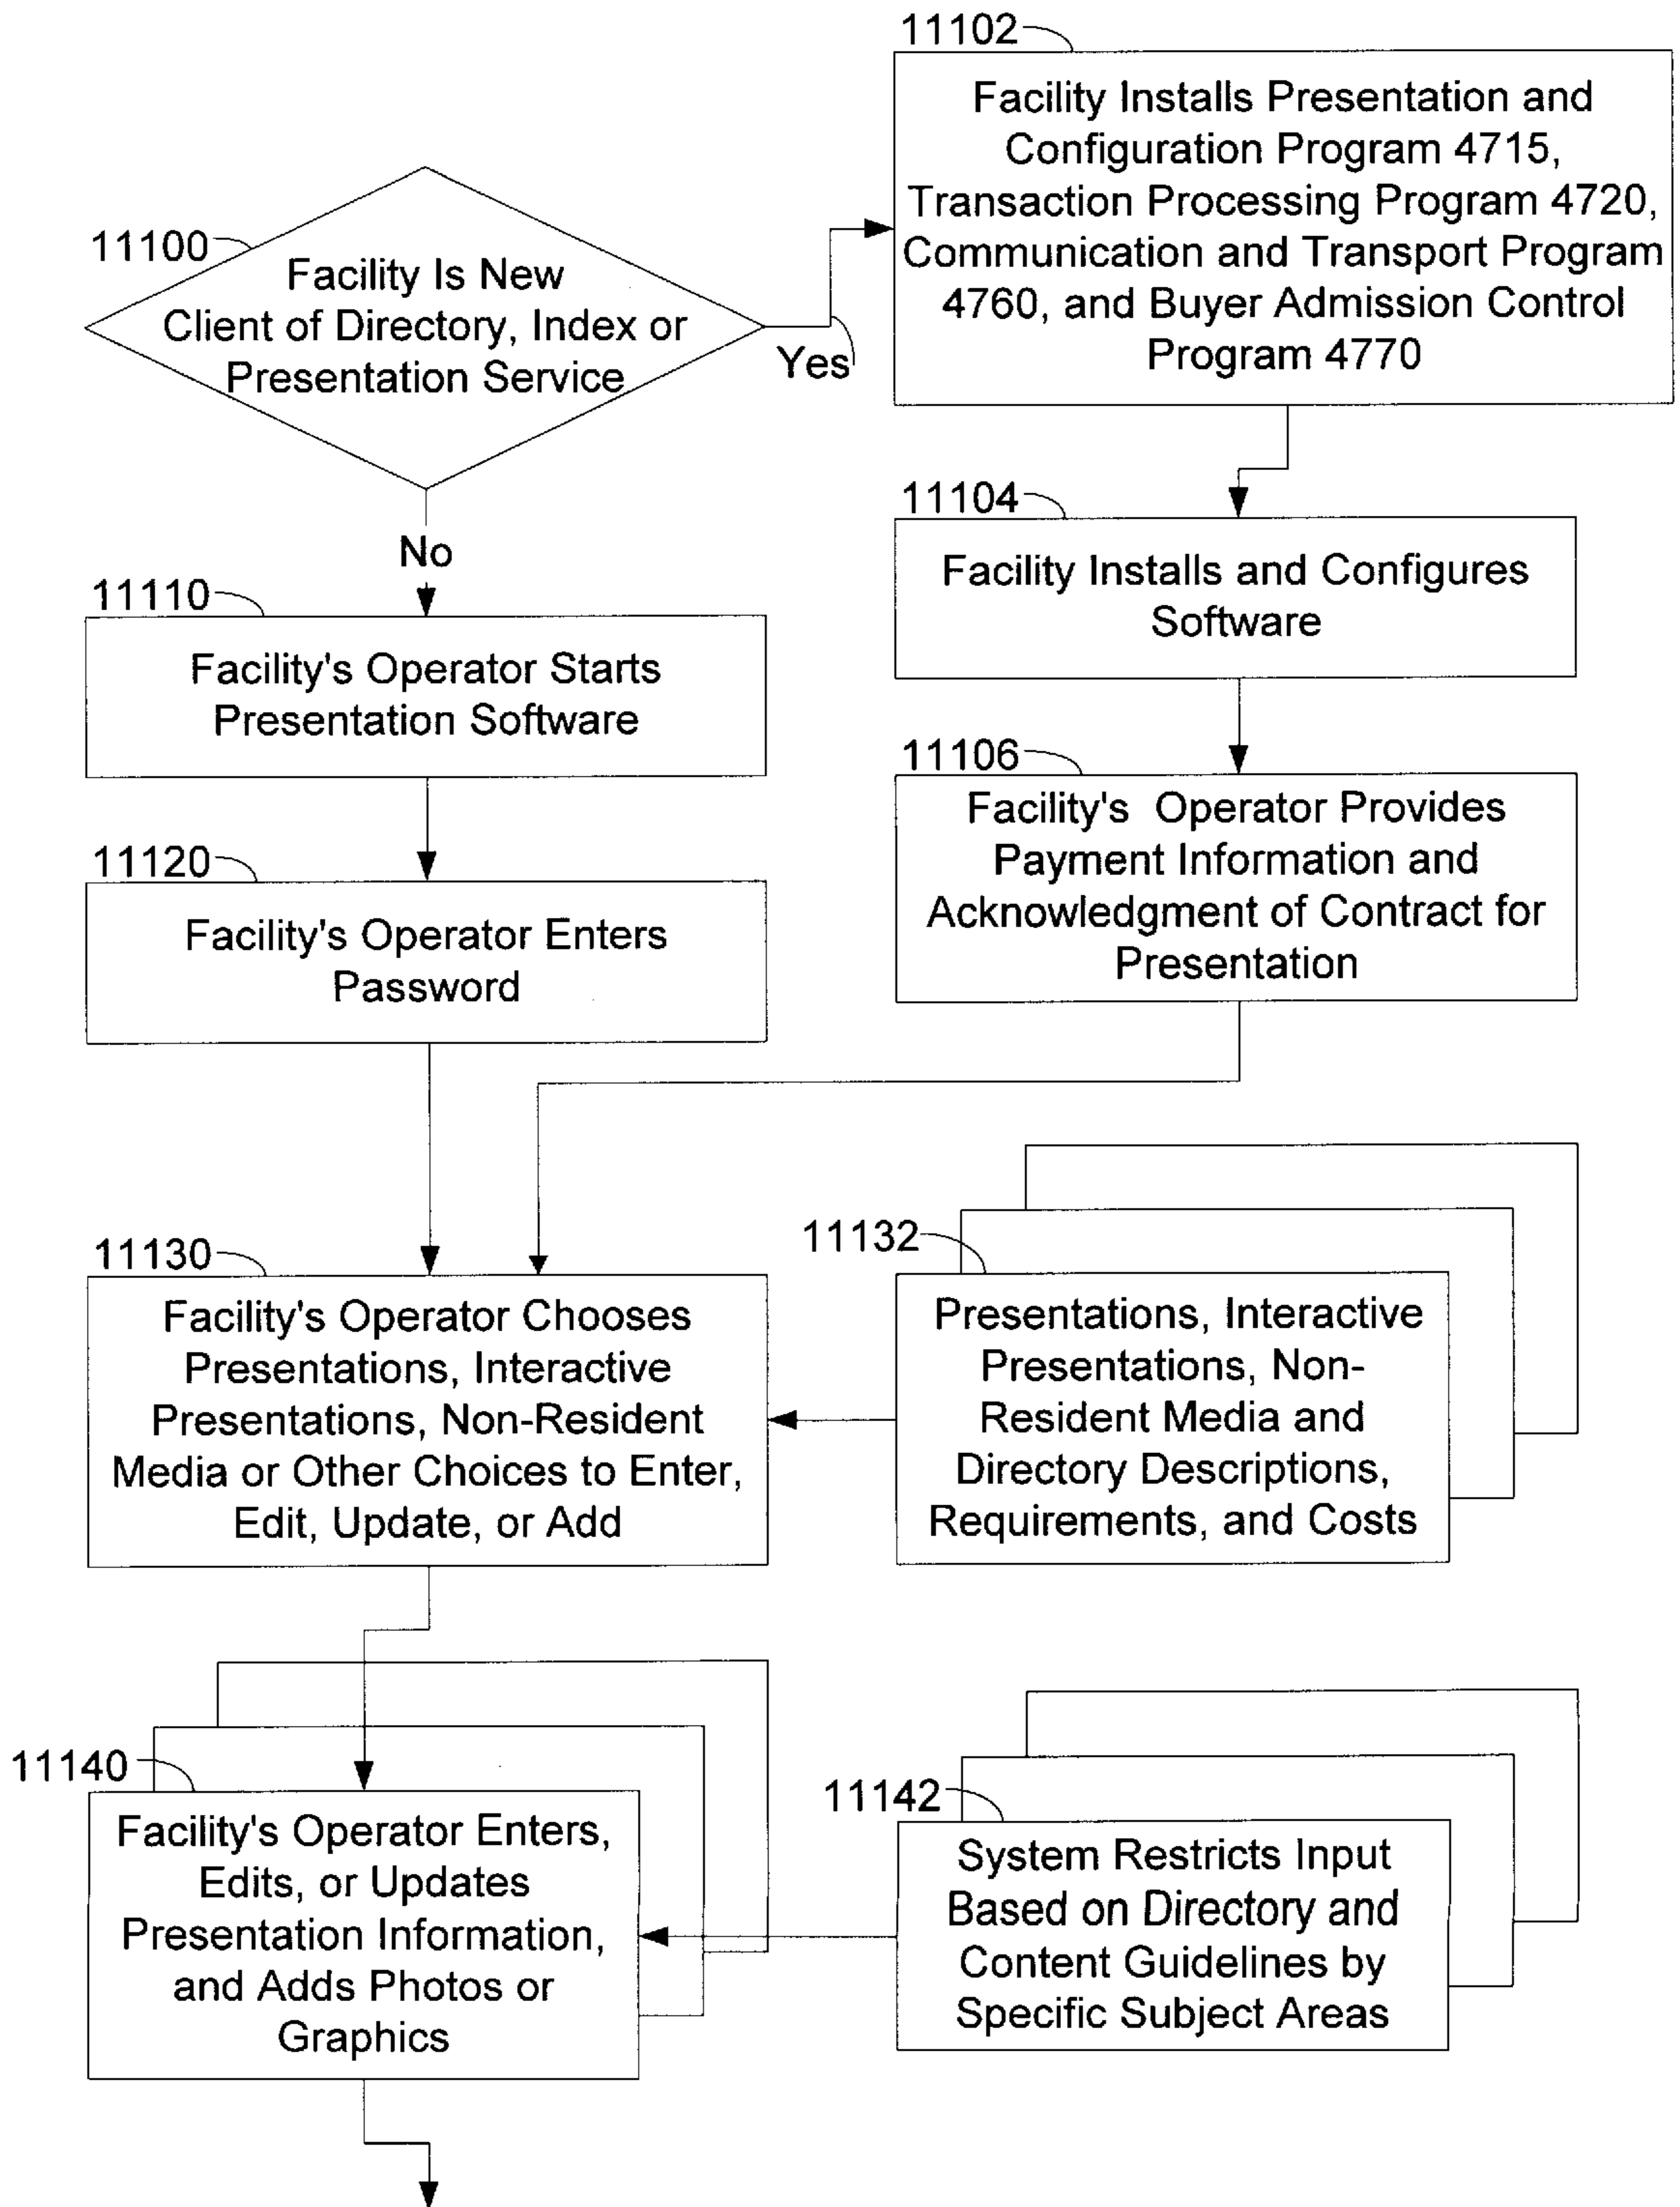 11102
Facility Installs Presentation and
Configuration Program 4715,
Transaction Processing Program 4720,
Communication and Transport Program
4760, and Buyer Admission Control
Program 4770
11100
Facility Is New
Client of Directory, Index or
Presentation Service
Yes
No
11104
Facility Installs and Configures
Software
11110
Facility's Operator Starts
Presentation Software
11106
Facility's Operator Provides
Payment Information and
Acknowledgment of Contract for
Presentation
11120
Facility's Operator Enters
Password
11130
Facility's Operator Chooses
Presentations, Interactive
Presentations, Non-Resident
Media or Other Choices to Enter,
Edit, Update, or Add
11132
Presentations, Interactive
Presentations, Non-
Resident Media and
Directory Descriptions,
Requirements, and Costs
11140
Facility's Operator Enters,
Edits, or Updates
Presentation Information,
and Adds Photos or
Graphics
11142
System Restricts Input
Based on Directory and
Content Guidelines by
Specific Subject Areas